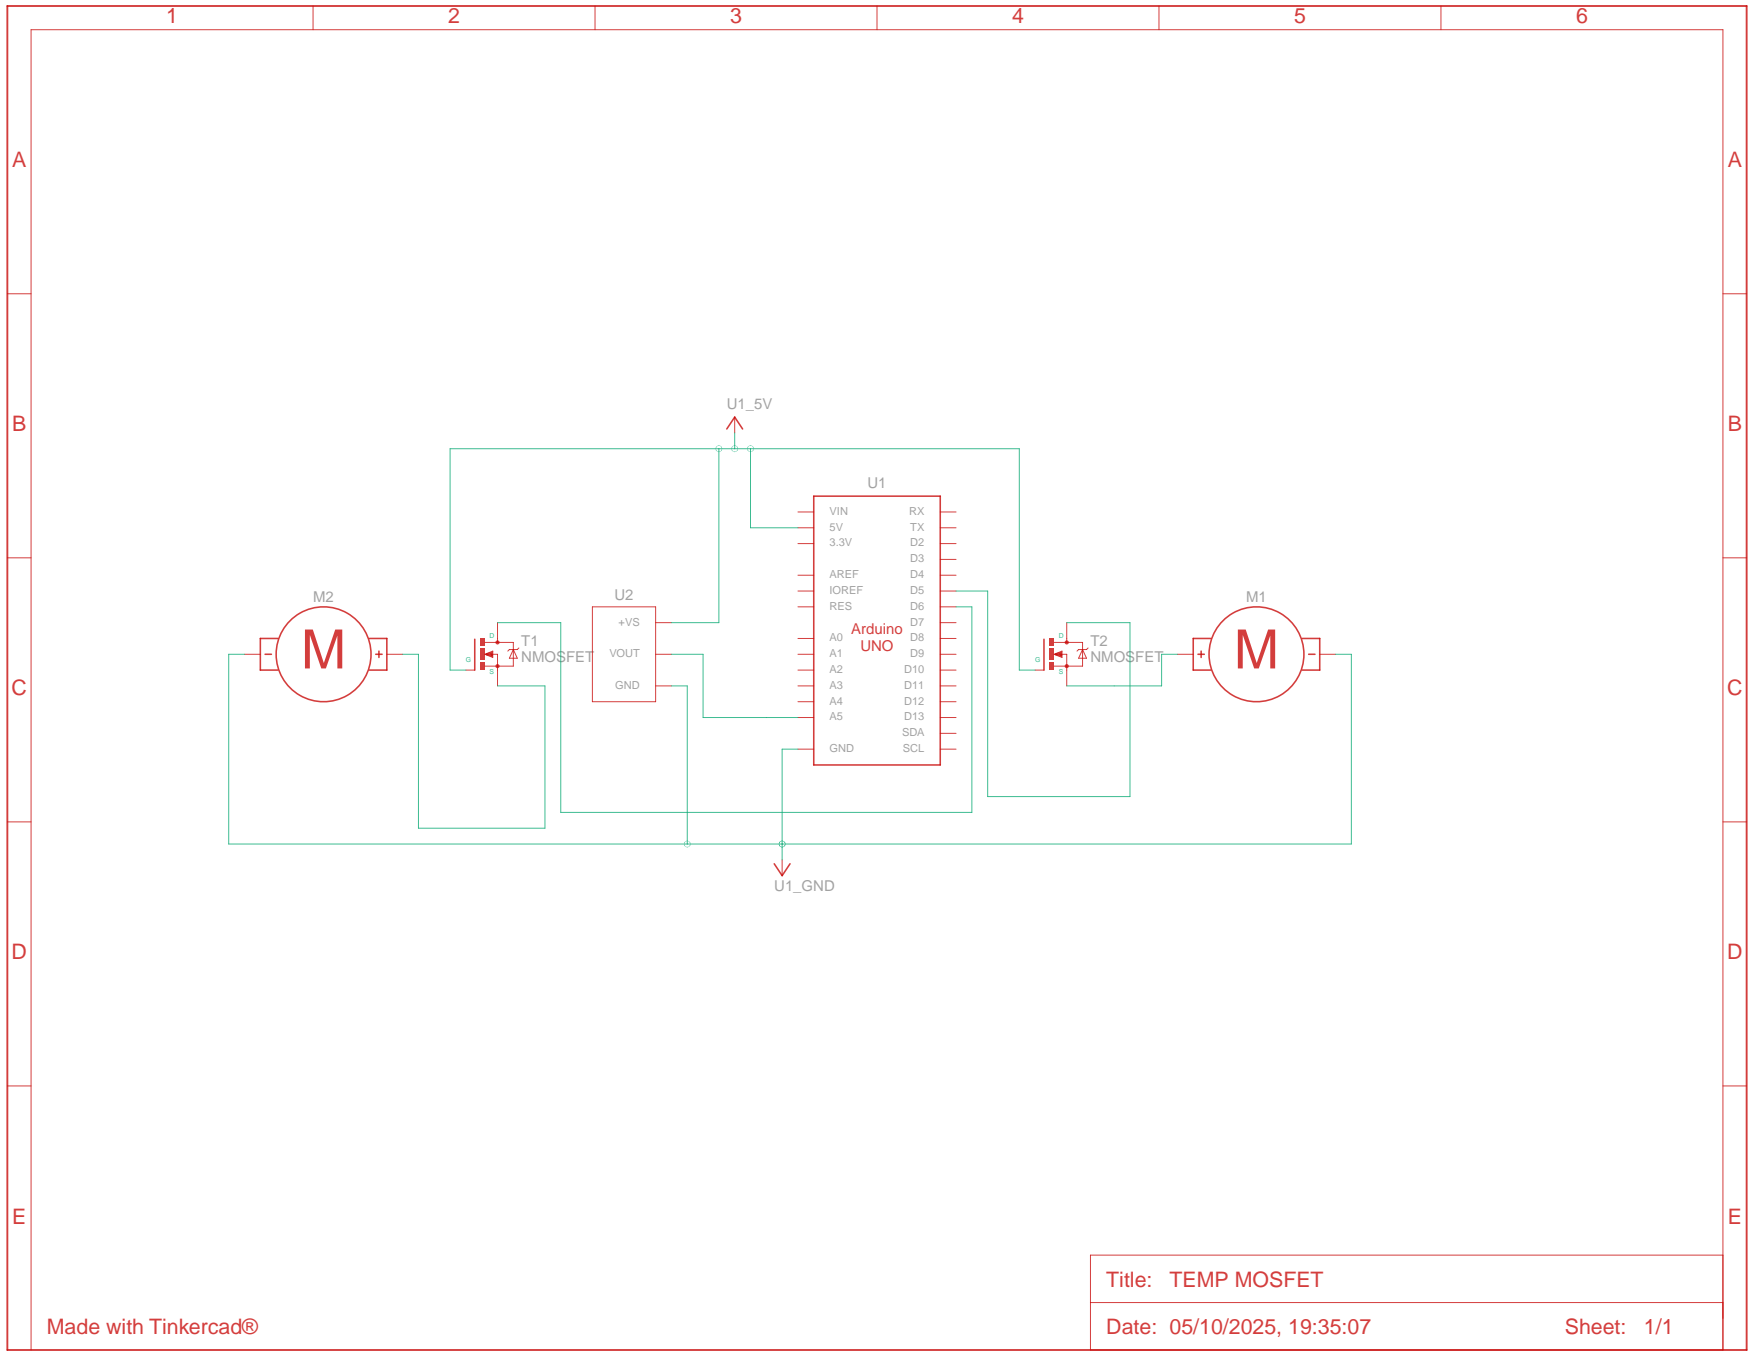 1 2 3 4 5 6
A A
U1_5V
B B
U1
VIN RX
5V TX
3.3V D2
D3
AREF D4
IOREF D5
RES D6
D7
A0 D8
A1 D9
A2 D10
A3 D11
A4 D12
A5 D13
SDA
GND SCL
Arduino
UNO
M2
M
- +
D
G
S
T1
NMOSFET
U2
+VS
VOUT
GND
D
G
S
T2
NMOSFET
M1
M
+ -
C C
U1_GND
D D
E E
Title: TEMP MOSFET
Made with Tinkercad®
Date: 05/10/2025, 19:35:07 Sheet: 1/1